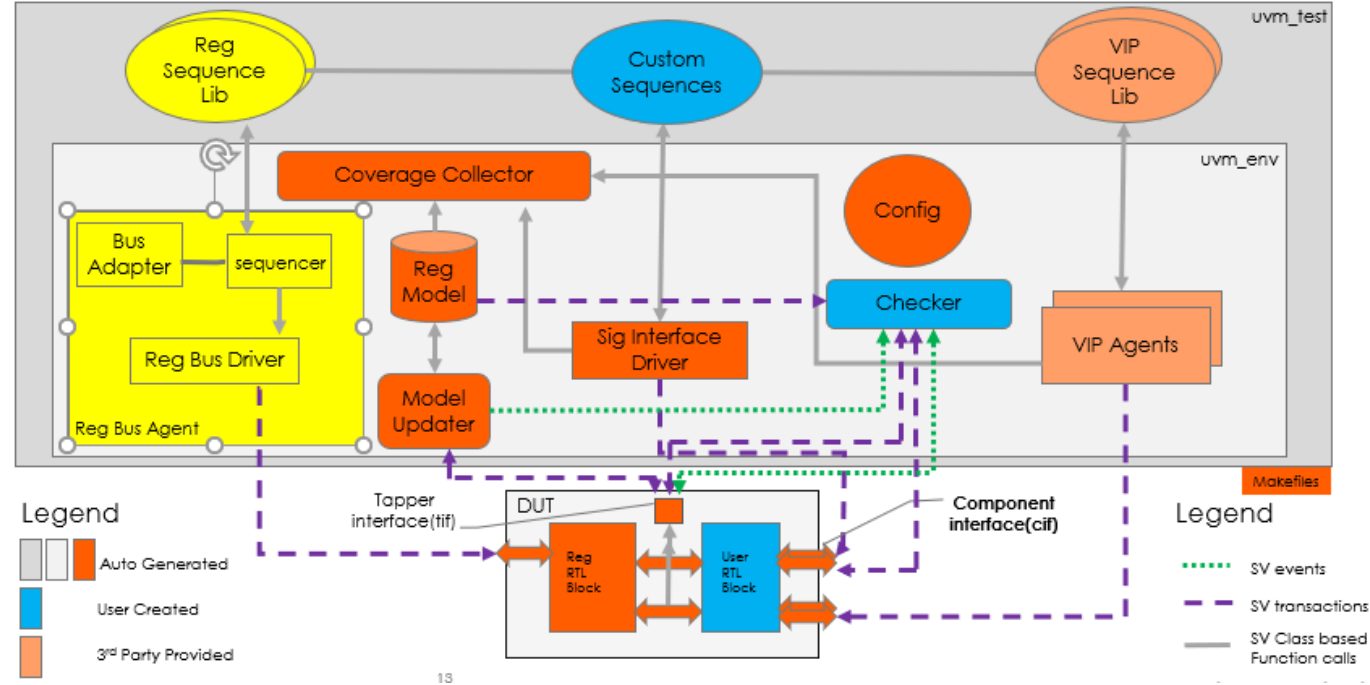 uvm_test
Reg
Sequence
Lib
Custom
Sequences
VIP
Sequence
Lib
uvm_env
Coverage Collector
Config
Bus
Adapter
sequencer
Reg
Model
Checker
Reg Bus Driver
Sig Interface
Driver
VIP Agents
Model
Updater
Reg Bus Agent
Makefiles
Legend
Auto Generated
User Created
3rd Party Provided
Tapper
interface(tif)
DUT
Reg
RTL
Block
User
RTL
Block
Component
interface(cif)
Legend
SV events
SV transactions
SV Class based
Function calls
13